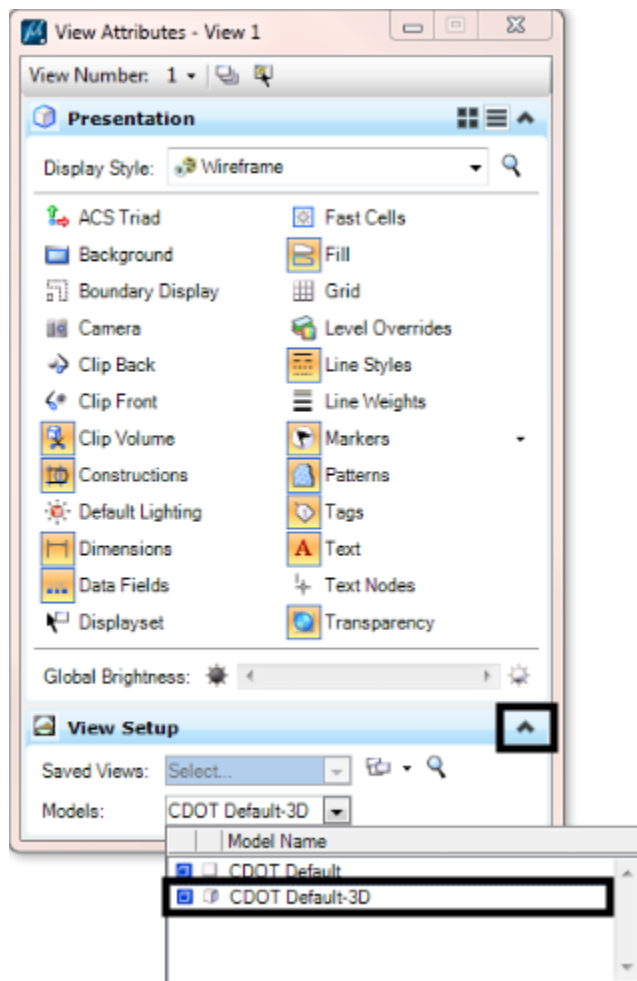 View Attributes - View 1
View Number: 1
Presentation
Display Style: Wireframe
ACS Triad Fast Cells
Background Fill
Boundary Display Grid
Camera Level Overrides
Clip Back Line Styles
Clip Front Line Weights
Clip Volume Markers
Constructions Patterns
Default Lighting Tags
Dimensions A Text
Data Fields Text Nodes
Displayset Transparency
Global Brightness:
View Setup
Saved Views: Select...
Models: CDOT Default-3D
Model Name
CDOT Default
CDOT Default-3D